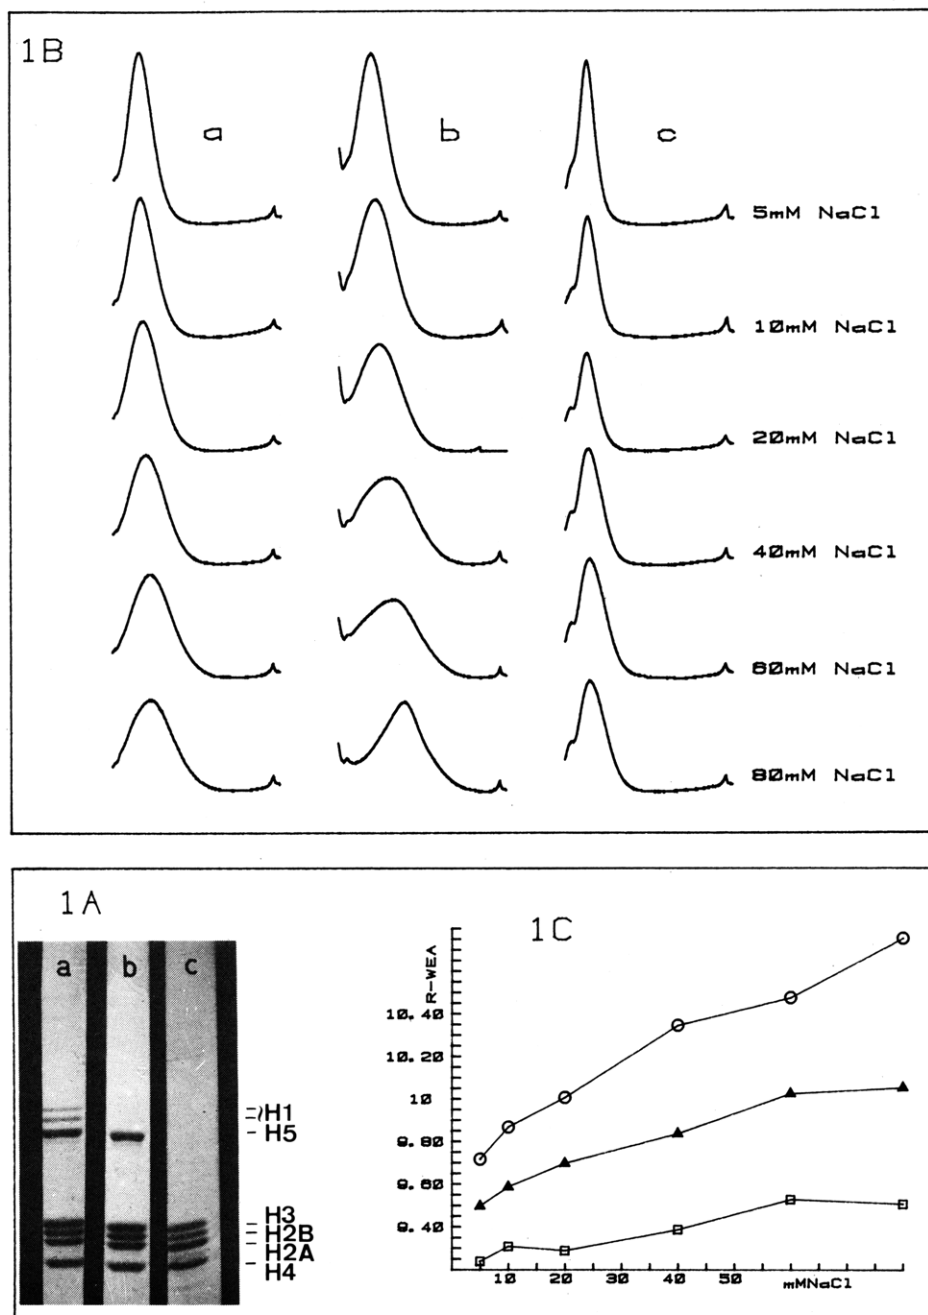 1B
a b c
5mM NaCl
10mM NaCl
20mM NaCl
40mM NaCl
60mM NaCl
80mM NaCl
1A
a b c
H1
H5
H3
H2B
H2A
H4
1C
R-WEA
10.40
10.20
10
9.80
9.60
9.40
10 20 30 40 50 mMNaCl